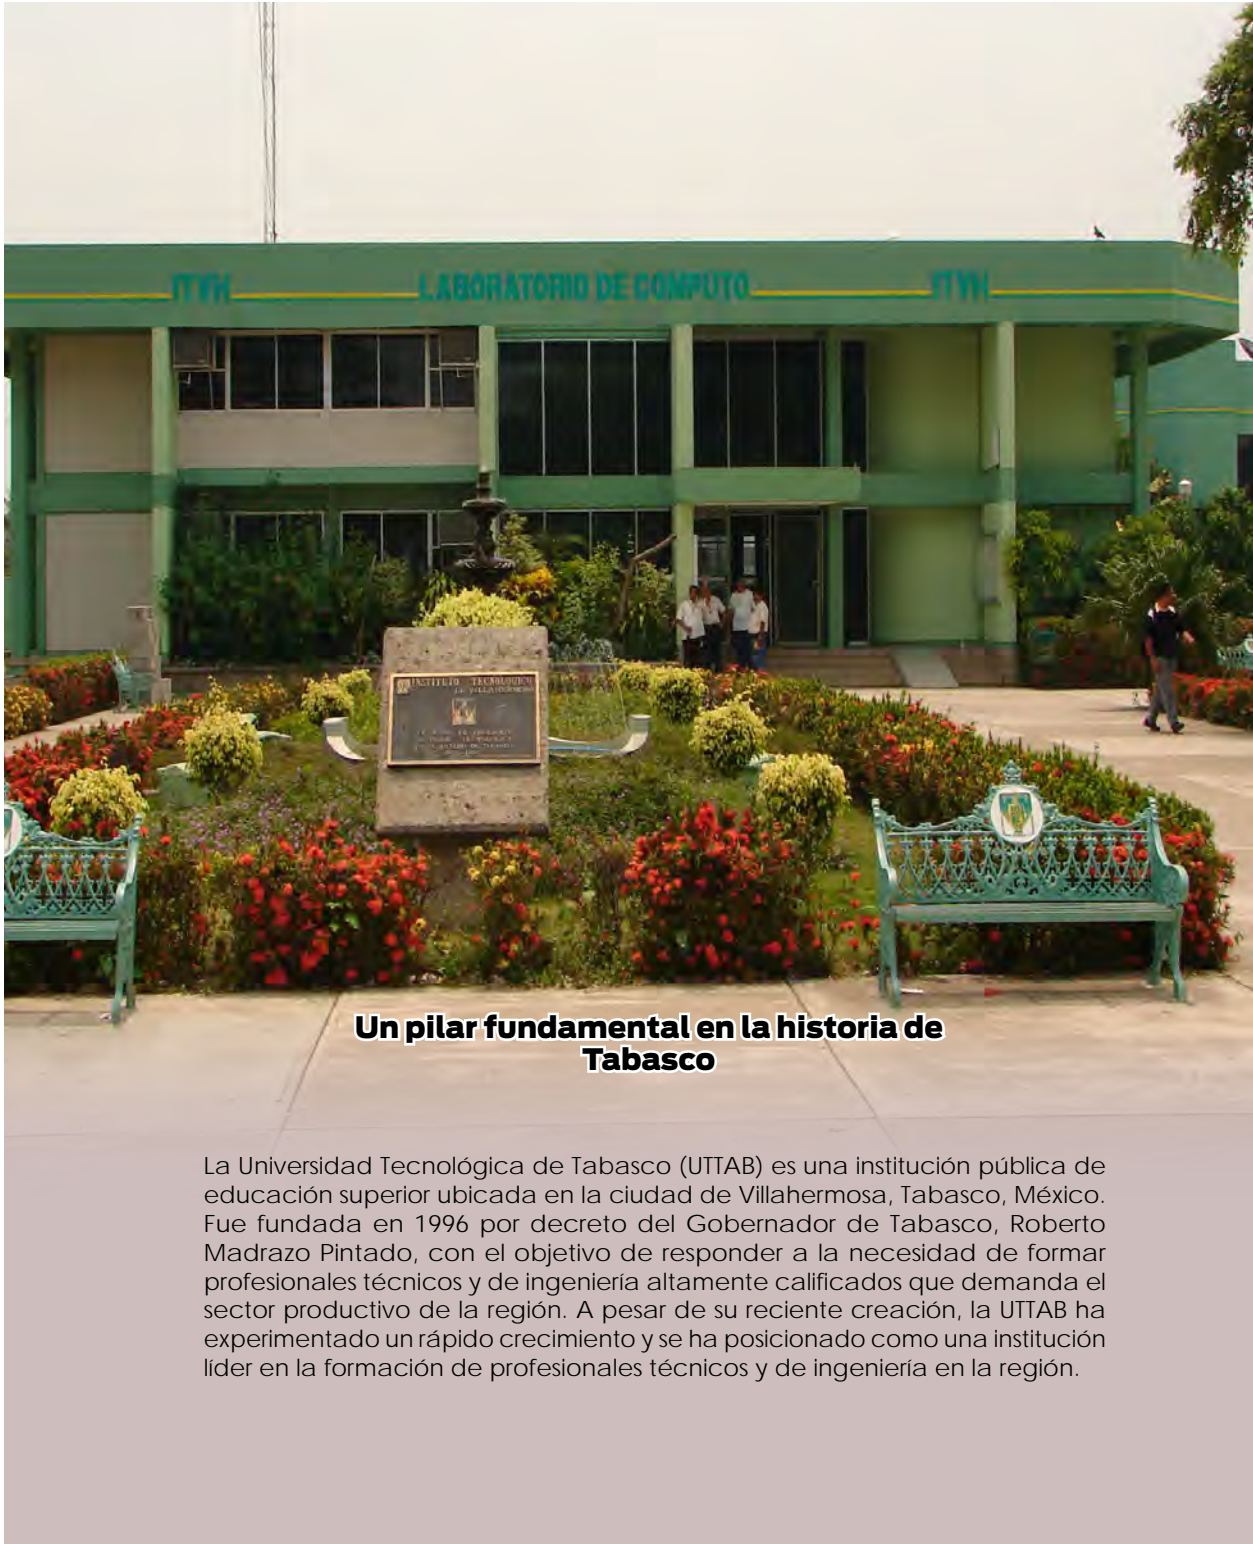 ITVH LABORATORIO DE COMPUTO ITVH
INSTITUTO TECNOLOGICO
DE VILLAHERMOSA
Un pilar fundamental en la historia de
Tabasco
La Universidad Tecnológica de Tabasco (UTTAB) es una institución pública de
educación superior ubicada en la ciudad de Villahermosa, Tabasco, México.
Fue fundada en 1996 por decreto del Gobernador de Tabasco, Roberto
Madrazo Pintado, con el objetivo de responder a la necesidad de formar
profesionales técnicos y de ingeniería altamente calificados que demanda el
sector productivo de la región. A pesar de su reciente creación, la UTTAB ha
experimentado un rápido crecimiento y se ha posicionado como una institución
líder en la formación de profesionales técnicos y de ingeniería en la región.